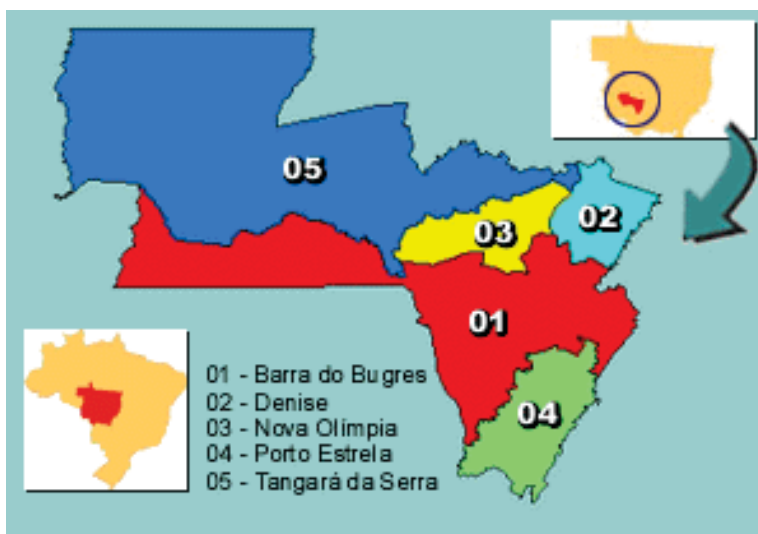 05
02
03
01
04
01 - Barra do Bugres
02 - Denise
03 - Nova Olímpia
04 - Porto Estrela
05 - Tangará da Serra